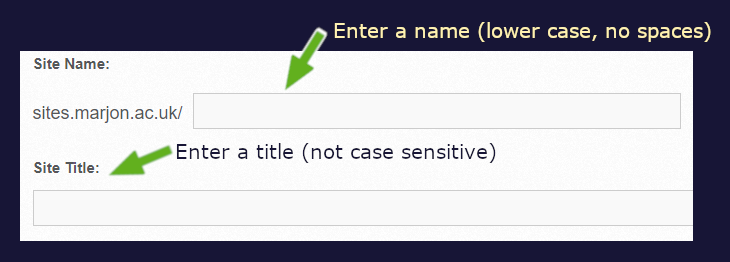 Enter a name (lower case, no spaces)
Site Name:
sites.marjon.ac.uk/
Enter a title (not case sensitive)
Site Title: